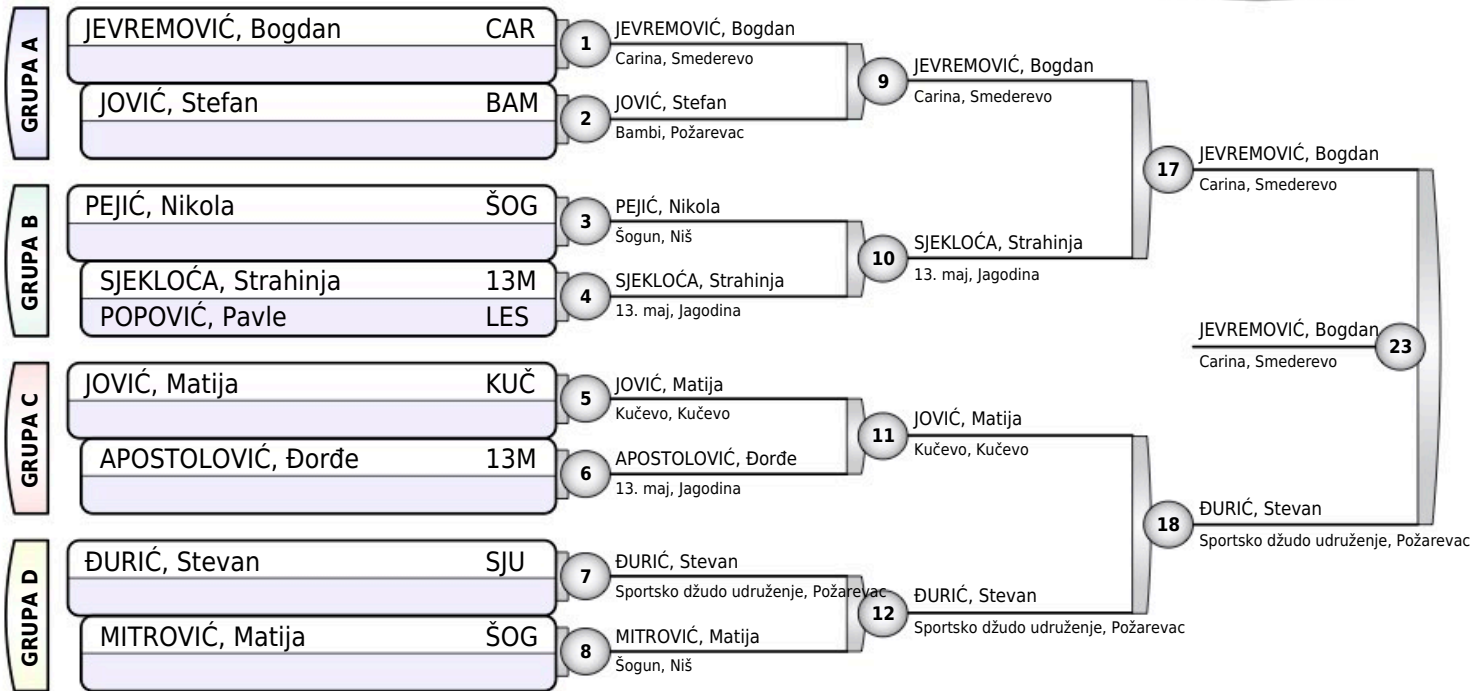 GRUPA A
JEVREMOVIĆ, Bogdan CAR
JOVIĆ, Stefan BAM
GRUPA B
PEJIĆ, Nikola ŠOG
SJEKLOĆA, Strahinja 13M
POPOVIĆ, Pavle LES
GRUPA C
JOVIĆ, Matija KUČ
APOSTOLOVIĆ, Đorđe 13M
GRUPA D
ĐURIĆ, Stevan SJU
MITROVIĆ, Matija ŠOG
1
JEVREMOVIĆ, Bogdan
Carina, Smederevo
2
JOVIĆ, Stefan
Bambi, Požarevac
3
PEJIĆ, Nikola
Šogun, Niš
4
SJEKLOĆA, Strahinja
13. maj, Jagodina
5
JOVIĆ, Matija
Kučevo, Kučevo
6
APOSTOLOVIĆ, Đorđe
13. maj, Jagodina
7
ĐURIĆ, Stevan
Sportsko džudo udruženje, Požarevac
8
MITROVIĆ, Matija
Šogun, Niš
9
JEVREMOVIĆ, Bogdan
Carina, Smederevo
10
SJEKLOĆA, Strahinja
13. maj, Jagodina
11
JOVIĆ, Matija
Kučevo, Kučevo
12
ĐURIĆ, Stevan
Sportsko džudo udruženje, Požarevac
17
JEVREMOVIĆ, Bogdan
Carina, Smederevo
18
ĐURIĆ, Stevan
Sportsko džudo udruženje, Požarevac
JEVREMOVIĆ, Bogdan
Carina, Smederevo
23